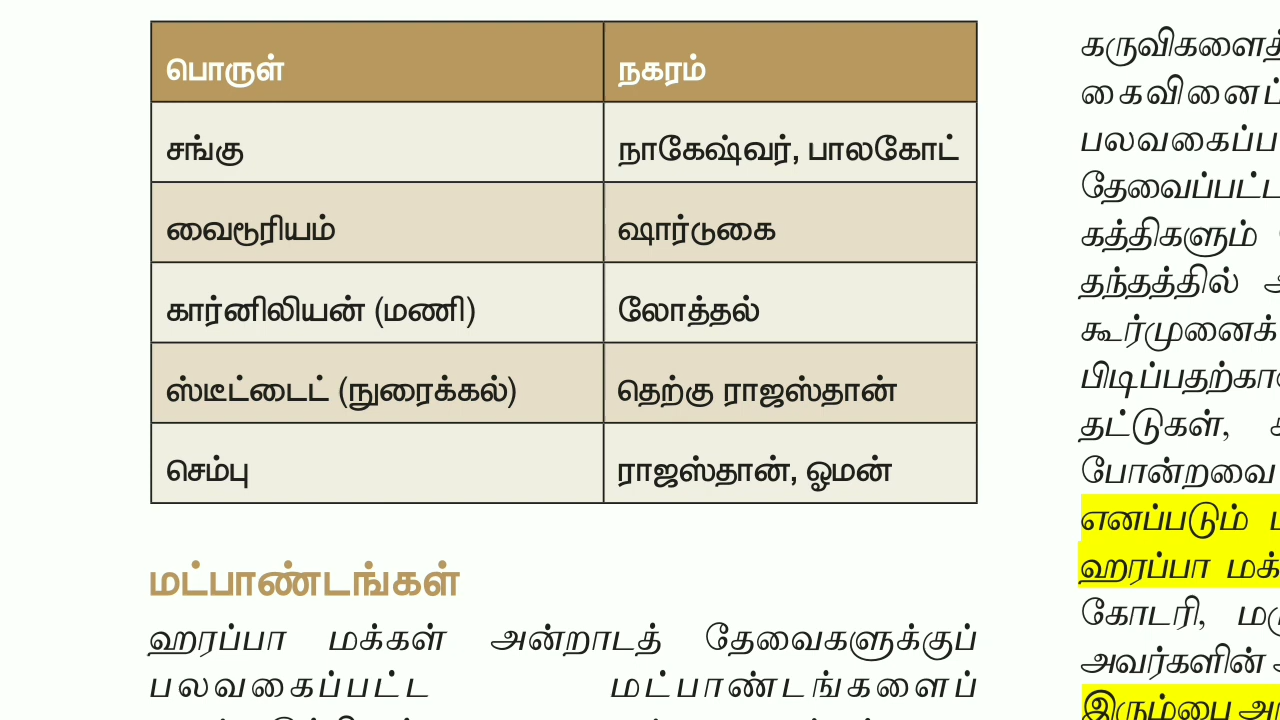 பொருள் நகரம்
சங்கு நாகேஷ்வர், பாலகோட்
வைடூரியம் ஷார்டுகை
கார்னிலியன் (மணி) லோத்தல்
ஸ்டீட்டைட் (நுரைக்கல்) தெற்கு ராஜஸ்தான்
செம்பு ராஜஸ்தான், ஓமன்
மட்பாண்டங்கள்
ஹரப்பா மக்கள் அன்றாடத் தேவைகளுக்குப்
பலவகைப்பட்ட மட்பாண்டங்களைப்
கருவிகளைத்
கைவினைப்
பலவகைப்ப
தேவைப்பட்ட
கத்திகளும்
தந்தத்தில்
கூர்முனைக்
பிடிப்பதற்கா
தட்டுகள்,
போன்றவை
எனப்படும்
ஹரப்பா மக்
கோடரி,
அவர்களின்
இரும்பை